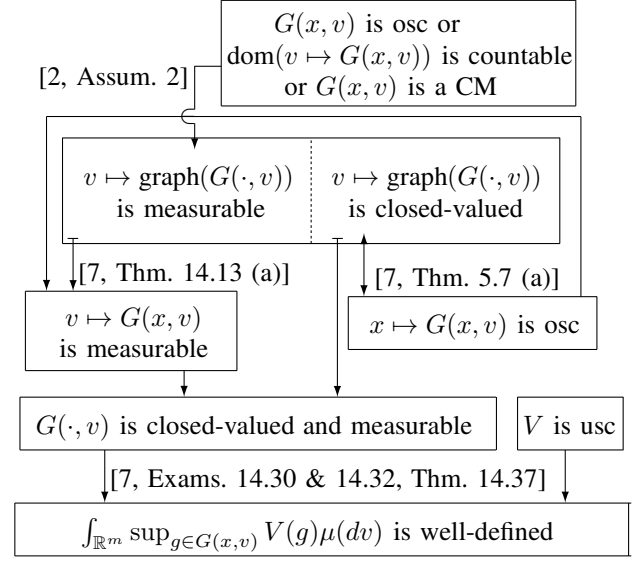 G(x, v) is osc or
dom(v ↦ G(x, v)) is countable
or G(x, v) is a CM
[2, Assum. 2]
v ↦ graph(G(·, v))
is measurable
v ↦ graph(G(·, v))
is closed-valued
[7, Thm. 14.13 (a)]
[7, Thm. 5.7 (a)]
v ↦ G(x, v)
is measurable
x ↦ G(x, v) is osc
G(·, v) is closed-valued and measurable
V is usc
[7, Exams. 14.30 & 14.32, Thm. 14.37]
∫_{ℝ^m} sup_{g∈G(x,v)} V(g)μ(dv) is well-defined